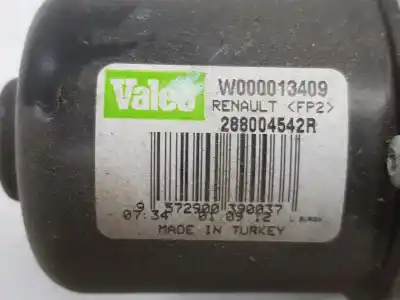 Valeo
W000013409
RENAULT <FP2>
288004542R
9 572900 390037
07:34 01 09 12
MADE IN TURKEY